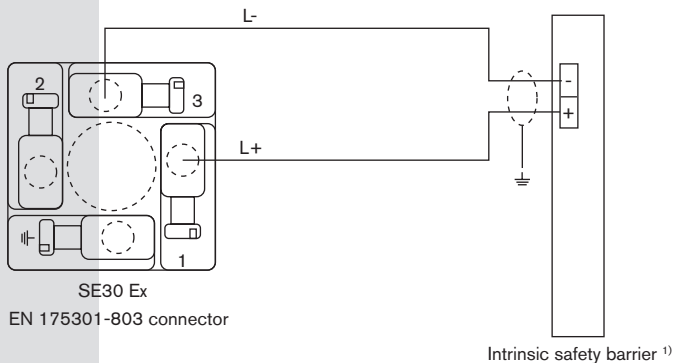 L-
2
3
-
+
L+
1
SE30 Ex
EN 175301-803 connector
Intrinsic safety barrier 1)